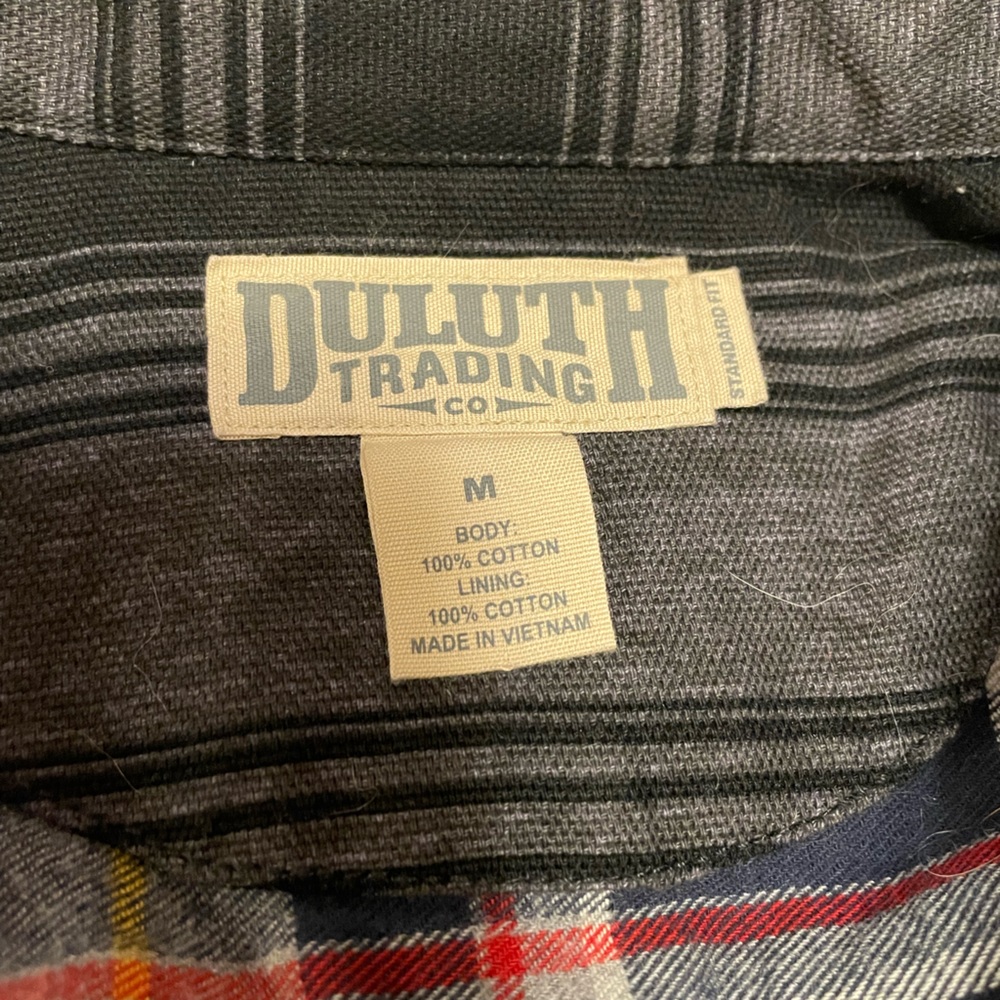 DULUTH
TRADING
CO
STANDARD FIT
M
BODY:
100% COTTON
LINING:
100% COTTON
MADE IN VIETNAM